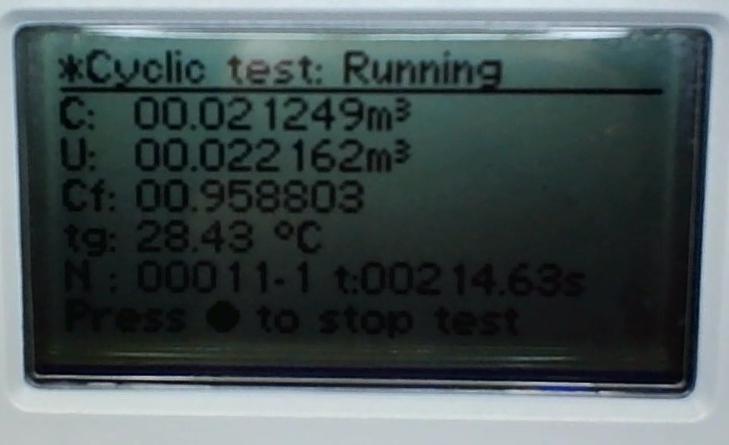 *Cyclic test: Running
C: 00.021249m³
U: 00.022162m³
Cf: 00.958803
tg: 28.43 °C
N : 00011-1 t:00214.63s
Press ● to stop test